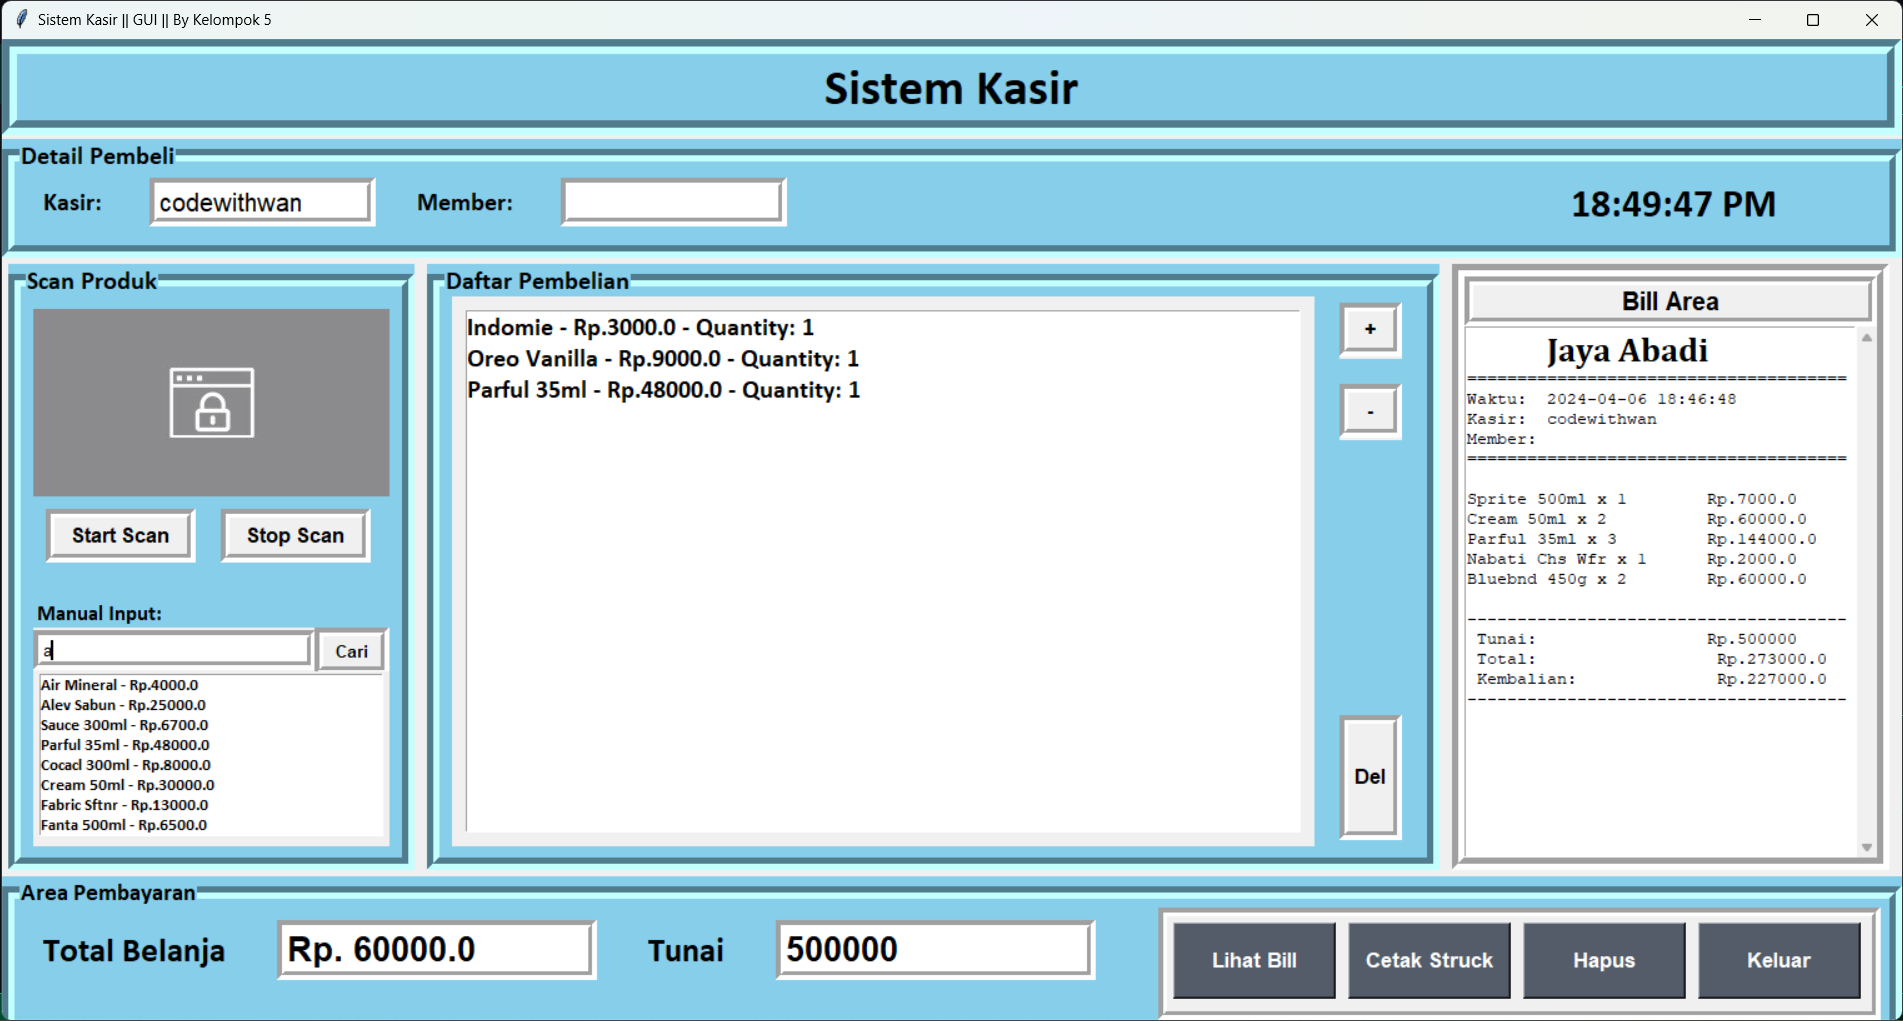 Sistem Kasir || GUI || By Kelompok 5
Sistem Kasir
Detail Pembeli
Kasir: codewithwan Member: 18:49:47 PM
Scan Produk
Start Scan Stop Scan
Manual Input:
a Cari
Air Mineral - Rp.4000.0
Alev Sabun - Rp.25000.0
Sauce 300ml - Rp.6700.0
Parful 35ml - Rp.48000.0
Cocacl 300ml - Rp.8000.0
Cream 50ml - Rp.30000.0
Fabric Sftnr - Rp.13000.0
Fanta 500ml - Rp.6500.0
Daftar Pembelian
Indomie - Rp.3000.0 - Quantity: 1
Oreo Vanilla - Rp.9000.0 - Quantity: 1
Parful 35ml - Rp.48000.0 - Quantity: 1
+
-
Del
Bill Area
Jaya Abadi
======================================
Waktu: 2024-04-06 18:46:48
Kasir: codewithwan
Member:
======================================
Sprite 500ml x 1 Rp.7000.0
Cream 50ml x 2 Rp.60000.0
Parful 35ml x 3 Rp.144000.0
Nabati Chs Wfr x 1 Rp.2000.0
Bluebnd 450g x 2 Rp.60000.0
--------------------------------------
Tunai: Rp.500000
Total: Rp.273000.0
Kembalian: Rp.227000.0
--------------------------------------
Area Pembayaran
Total Belanja Rp. 60000.0 Tunai 500000
Lihat Bill Cetak Struck Hapus Keluar